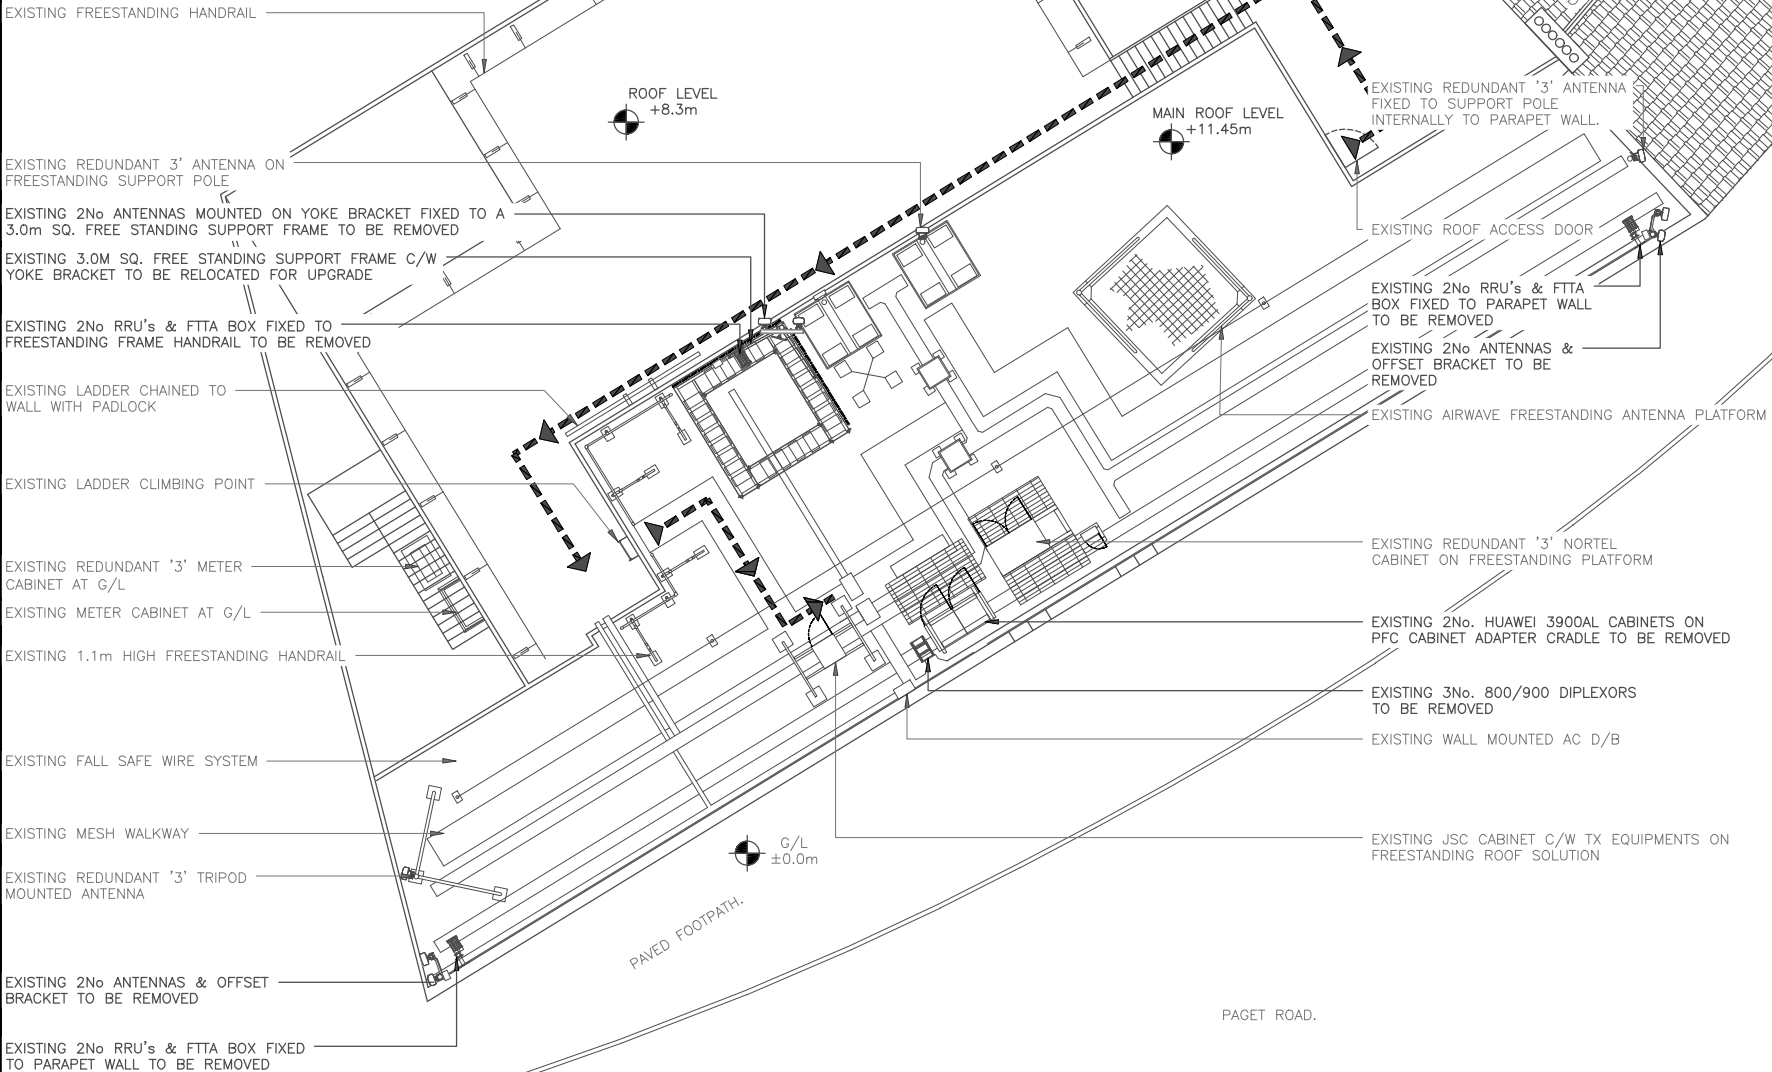 EXISTING FREESTANDING HANDRAIL
ROOF LEVEL
+8.3m
MAIN ROOF LEVEL
+11.45m
EXISTING REDUNDANT 3' ANTENNA ON
FREESTANDING SUPPORT POLE
EXISTING 2No ANTENNAS MOUNTED ON YOKE BRACKET FIXED TO A
3.0m SQ. FREE STANDING SUPPORT FRAME TO BE REMOVED
EXISTING 3.0M SQ. FREE STANDING SUPPORT FRAME C/W
YOKE BRACKET TO BE RELOCATED FOR UPGRADE
EXISTING 2No RRU's & FTTA BOX FIXED TO
FREESTANDING FRAME HANDRAIL TO BE REMOVED
EXISTING LADDER CHAINED TO
WALL WITH PADLOCK
EXISTING LADDER CLIMBING POINT
EXISTING REDUNDANT '3' METER
CABINET AT G/L
EXISTING METER CABINET AT G/L
EXISTING 1.1m HIGH FREESTANDING HANDRAIL
EXISTING FALL SAFE WIRE SYSTEM
EXISTING MESH WALKWAY
EXISTING REDUNDANT '3' TRIPOD
MOUNTED ANTENNA
EXISTING 2No ANTENNAS & OFFSET
BRACKET TO BE REMOVED
EXISTING 2No RRU's & FTTA BOX FIXED
TO PARAPET WALL TO BE REMOVED
EXISTING REDUNDANT '3' ANTENNA
FIXED TO SUPPORT POLE
INTERNALLY TO PARAPET WALL.
EXISTING ROOF ACCESS DOOR
EXISTING 2No RRU's & FTTA
BOX FIXED TO PARAPET WALL
TO BE REMOVED
EXISTING 2No ANTENNAS &
OFFSET BRACKET TO BE
REMOVED
EXISTING AIRWAVE FREESTANDING ANTENNA PLATFORM
EXISTING REDUNDANT '3' NORTEL
CABINET ON FREESTANDING PLATFORM
EXISTING 2No. HUAWEI 3900AL CABINETS ON
PFC CABINET ADAPTER CRADLE TO BE REMOVED
EXISTING 3No. 800/900 DIPLEXORS
TO BE REMOVED
EXISTING WALL MOUNTED AC D/B
EXISTING JSC CABINET C/W TX EQUIPMENTS ON
FREESTANDING ROOF SOLUTION
G/L
±0.0m
PAVED FOOTPATH.
PAGET ROAD.